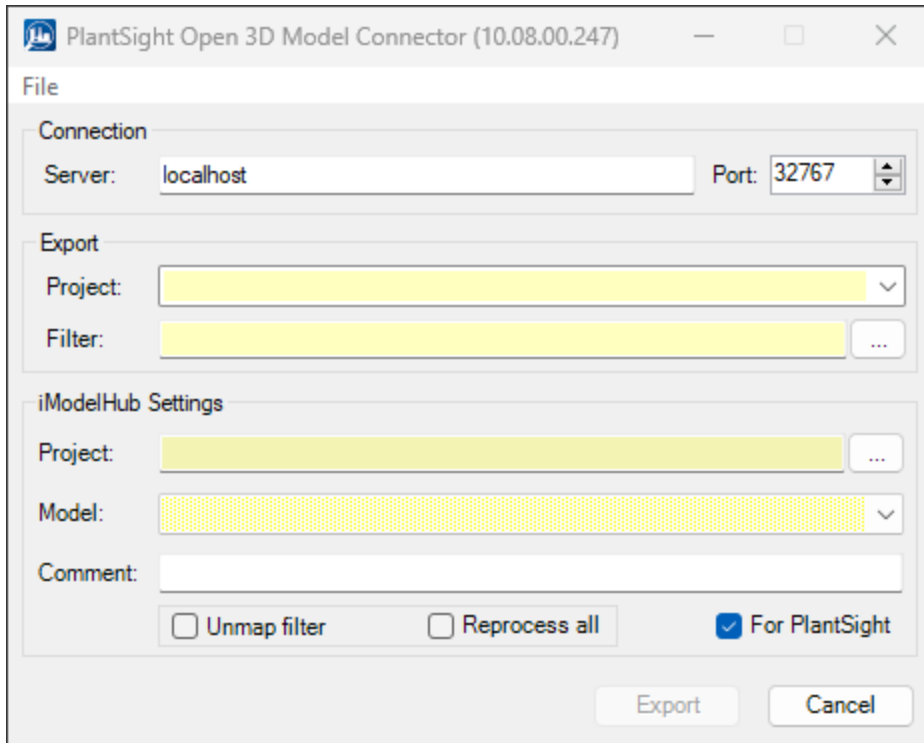 PlantSight Open 3D Model Connector (10.08.00.247)
File
Connection
Server: localhost Port: 32767
Export
Project:
Filter: ...
iModelHub Settings
Project: ...
Model:
Comment:
Unmap filter Reprocess all For PlantSight
Export Cancel